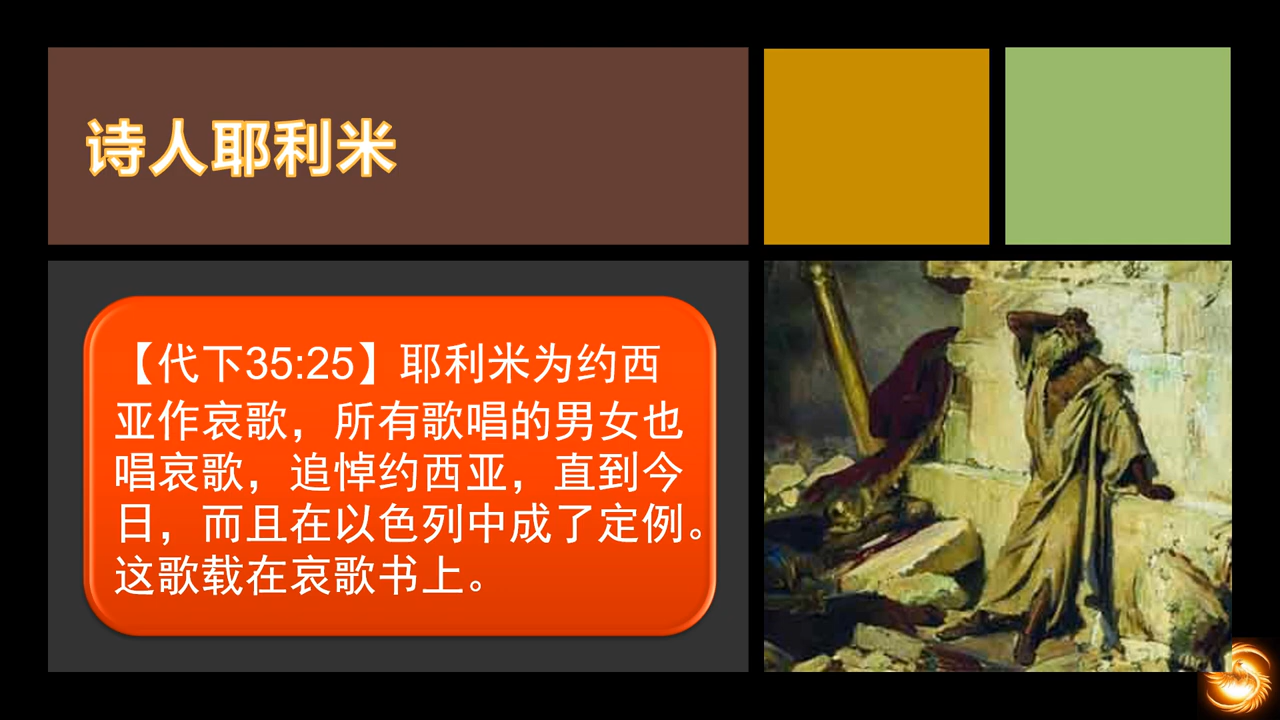 诗人耶利米
【代下35:25】耶利米为约西
亚作哀歌，所有歌唱的男女也
唱哀歌，追悼约西亚，直到今
日，而且在以色列中成了定例。
这歌载在哀歌书上。